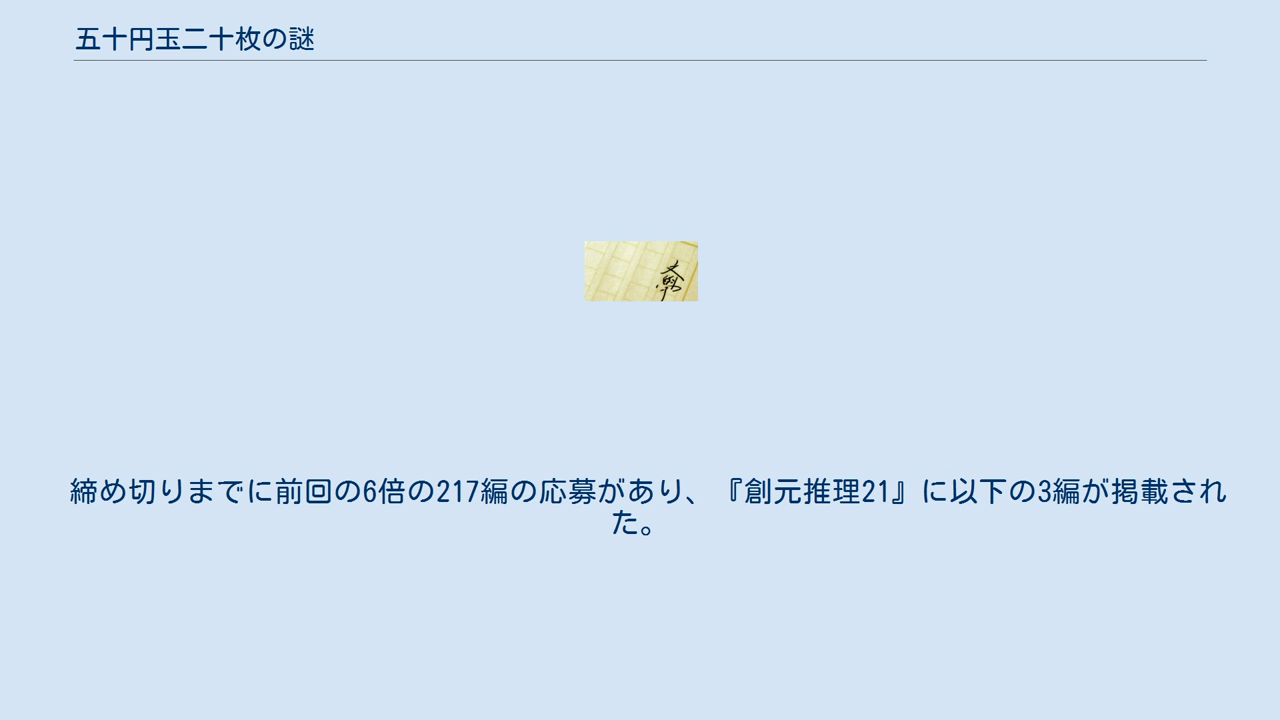 五十円玉二十枚の謎
締め切りまでに前回の6倍の217編の応募があり、『創元推理21』に以下の3編が掲載され
た。